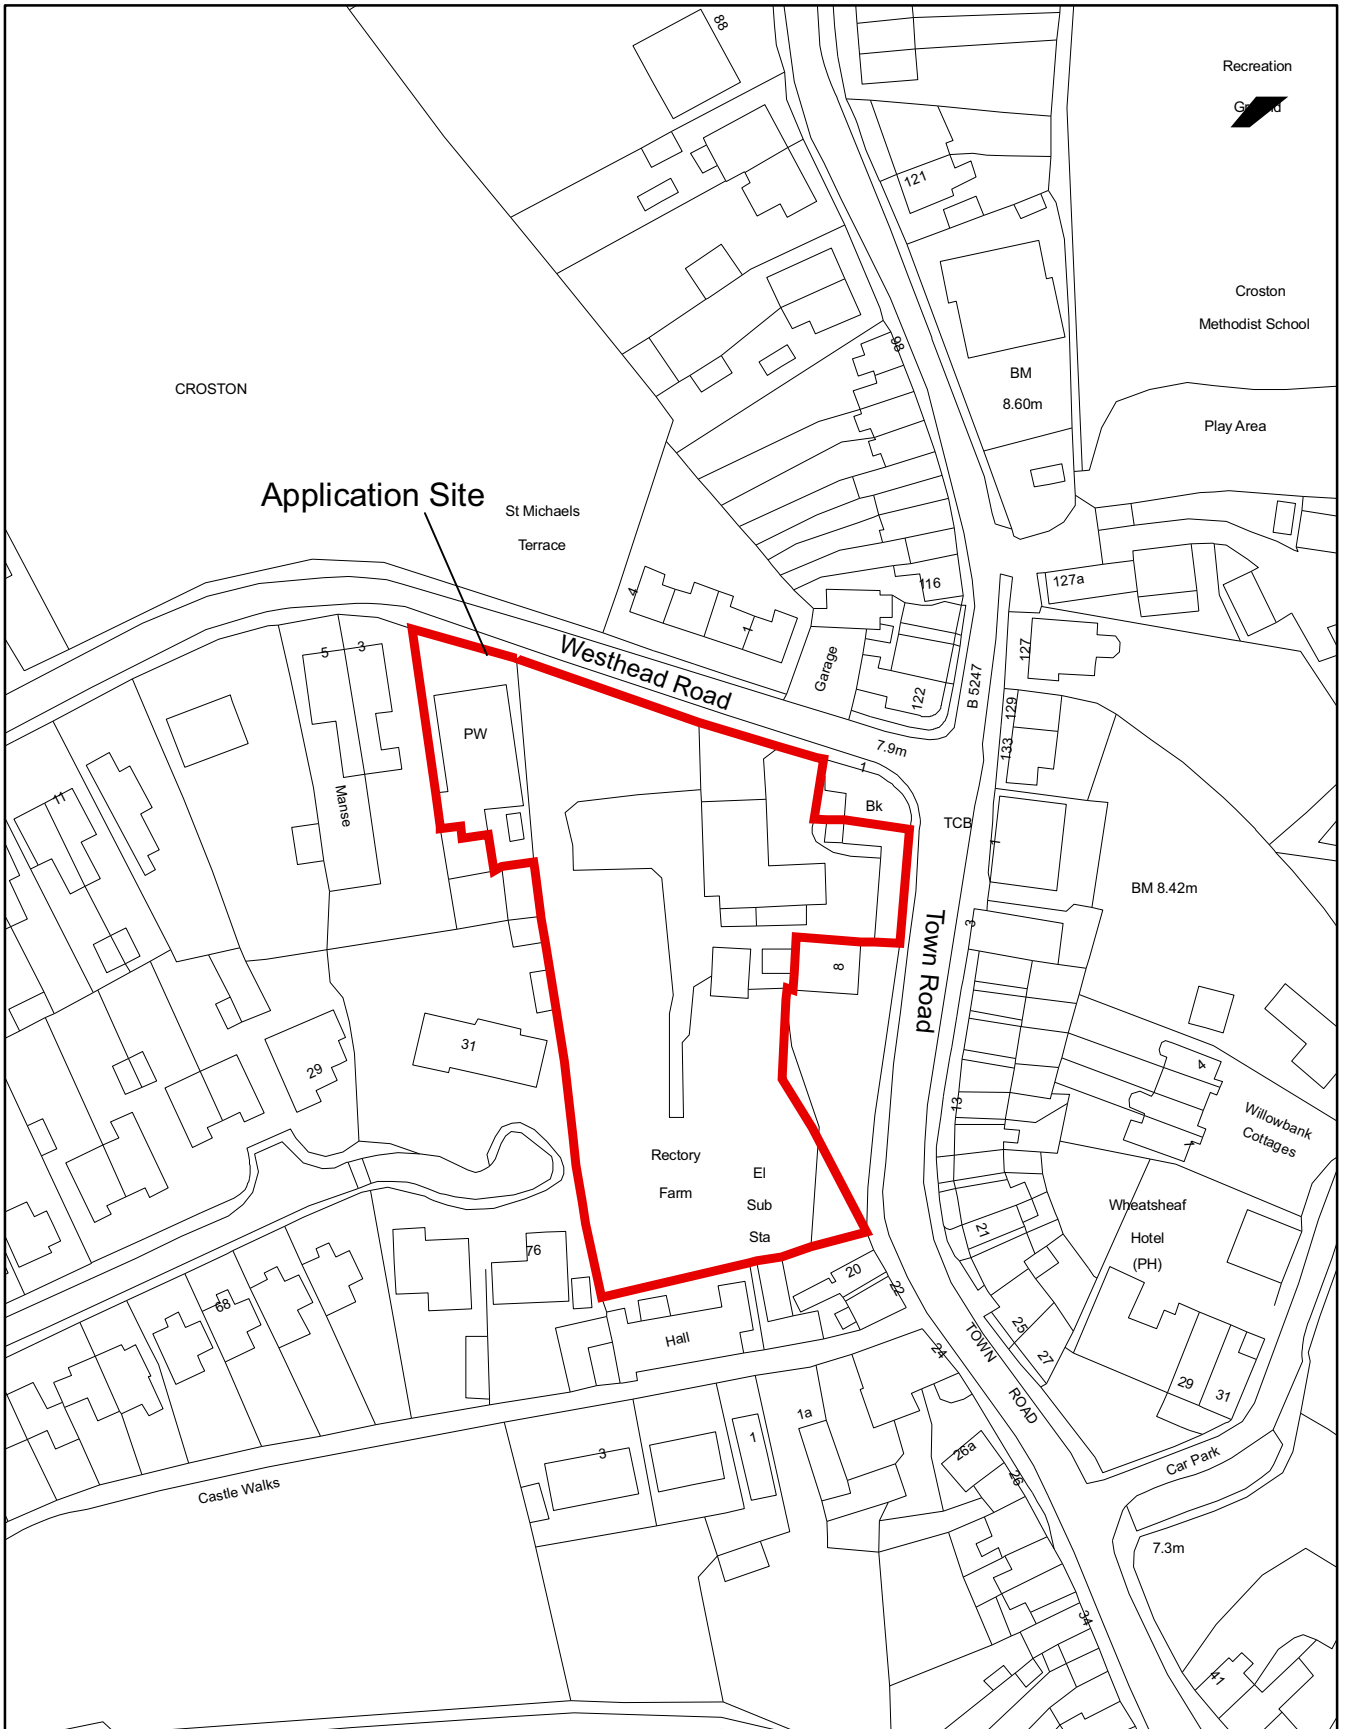 88
Recreation
Ground
121
Croston
Methodist School
98
BM
8.60m
CROSTON
Play Area
Application Site
St Michaels
Terrace
4
1
116
127a
Westhead Road
Garage
122
B 5247
127
129
133
5
3
PW
Manse
7.9m
1
Bk
TCB
1
11
BM 8.42m
3
Town Road
8
31
29
4
13
Willowbank
Cottages
1
Rectory
Farm
El
Sub
Sta
Wheatsheaf
Hotel
(PH)
21
76
20
22
68
Hall
24
TOWN
ROAD
25
27
29
31
1a
3
1
26a
26
Car Park
Castle Walks
7.3m
34
41